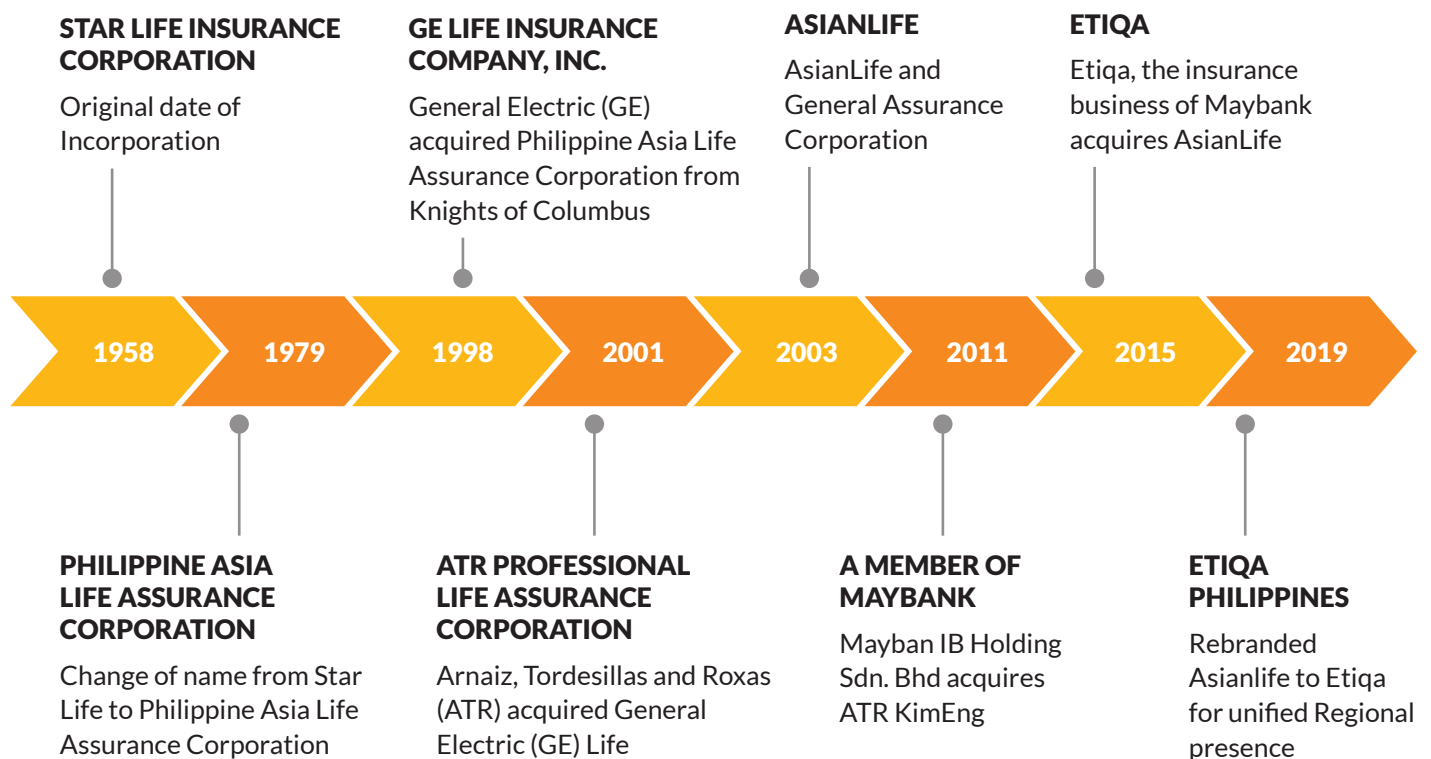 STAR LIFE INSURANCE
CORPORATION
Original date of
Incorporation
GE LIFE INSURANCE
COMPANY, INC.
General Electric (GE)
acquired Philippine Asia Life
Assurance Corporation from
Knights of Columbus
ASIANLIFE
AsianLife and
General Assurance
Corporation
ETIQA
Etiqa, the insurance
business of Maybank
acquires AsianLife
1958
1979
1998
2001
2003
2011
2015
2019
PHILIPPINE ASIA
LIFE ASSURANCE
CORPORATION
Change of name from Star
Life to Philippine Asia Life
Assurance Corporation
ATR PROFESSIONAL
LIFE ASSURANCE
CORPORATION
Arnaiz, Tordesillas and Roxas
(ATR) acquired General
Electric (GE) Life
A MEMBER OF
MAYBANK
Mayban IB Holding
Sdn. Bhd acquires
ATR KimEng
ETIQA
PHILIPPINES
Rebranded
Asianlife to Etiqa
for unified Regional
presence